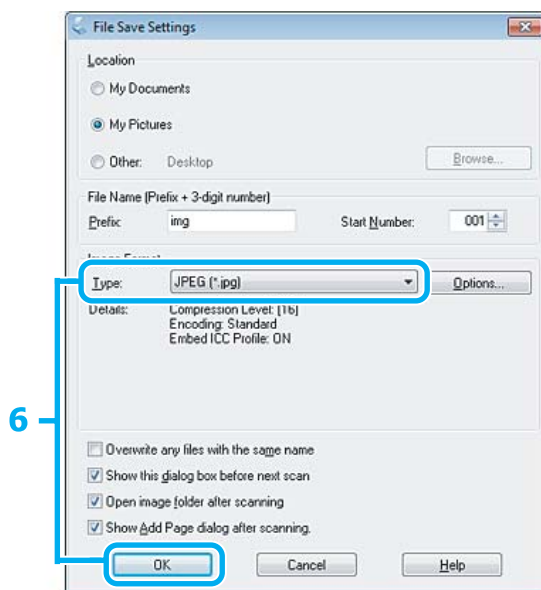 File Save Settings
Location
My Documents
My Pictures
Other: Desktop Browse...
File Name (Prefix + 3-digit number)
Prefix: img Start Number: 001
Image Format
Type: JPEG (*.jpg) Options...
Details: Compression Level: [16]
Encoding: Standard
Embed ICC Profile: ON
6
Overwrite any files with the same name
Show this dialog box before next scan
Open image folder after scanning
Show Add Page dialog after scanning.
OK Cancel Help